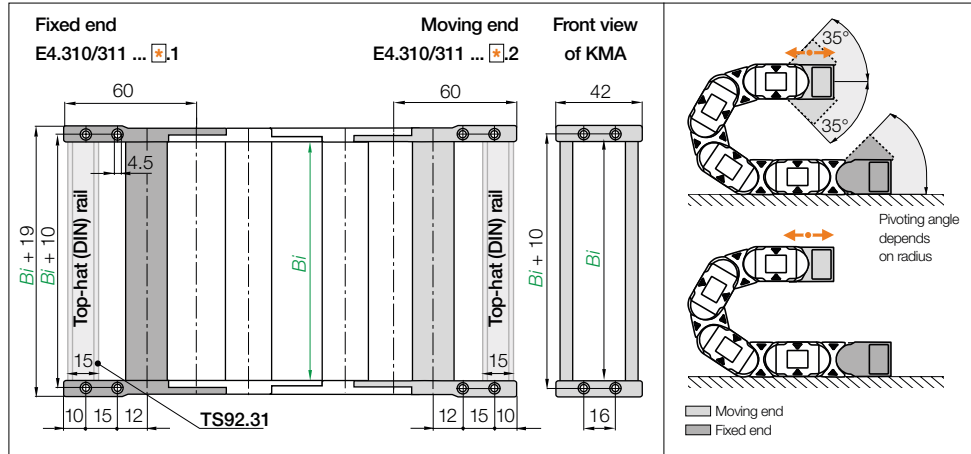 Fixed end
E4.310/311 ... *.1
Moving end
E4.310/311 ... *.2
Front view
of KMA
60
60
42
4.5
Bi + 19
Bi + 10
Top-hat (DIN) rail
Bi
Top-hat (DIN) rail
Bi + 10
Bi
15
15
10
15
12
TS92.31
12
15
10
16
35°
35°
Pivoting angle
depends
on radius
Moving end
Fixed end